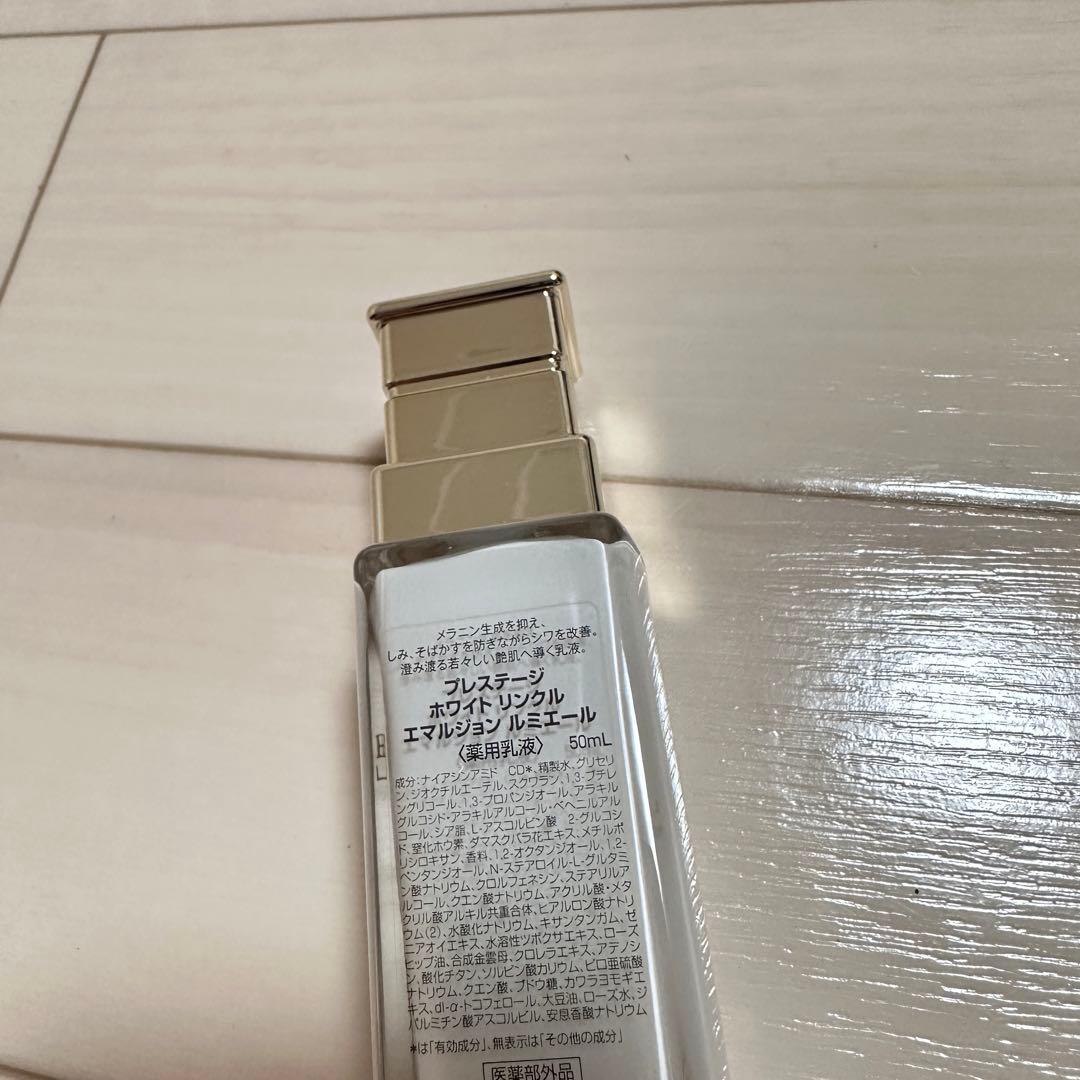 メラニン生成を抑え、
しみ、そばかすを防ぎながらシワを改善。
澄み渡る若々しい艶肌へ導く乳液。
プレステージ
ホワイト リンクル
エマルジョン ルミエール
〈薬用乳液〉 50mL
成分:ナイアシンアミド CD*、精製水、グリセリ
ン、ジオクチルエーテル、スクワラン、1,3-ブチレ
ングリコール、1,3-プロパンジオール、アラキル
グルコシド・アラキルアルコール・ベヘニルアル
コール、シア脂、L-アスコルビン酸 2-グルコシ
ド、窒化ホウ素、ダマスクバラ花エキス、メチルポ
リシロキサン、香料、1,2-オクタンジオール、1,2-
ペンタンジオール、N-ステアロイル-L-グルタミ
ン酸ナトリウム、クロルフェネシン、ステアリルア
ルコール、クエン酸ナトリウム、アクリル酸・メタ
クリル酸アルキル共重合体、ヒアルロン酸ナトリ
ウム(2)、水酸化ナトリウム、キサンタンガム、ゼ
ニアオイエキス、水溶性ツボクサエキス、ローズ
ヒップ油、合成金雲母、クロレラエキス、アデノシ
ン、酸化チタン、ソルビン酸カリウム、ピロ亜硫酸
ナトリウム、クエン酸、ブドウ糖、カワラヨモギエ
キス、dl-α-トコフェロール、大豆油、ローズ水、ジ
パルミチン酸アスコルビル、安息香酸ナトリウム
*は「有効成分」、無表示は「その他の成分」
医薬部外品